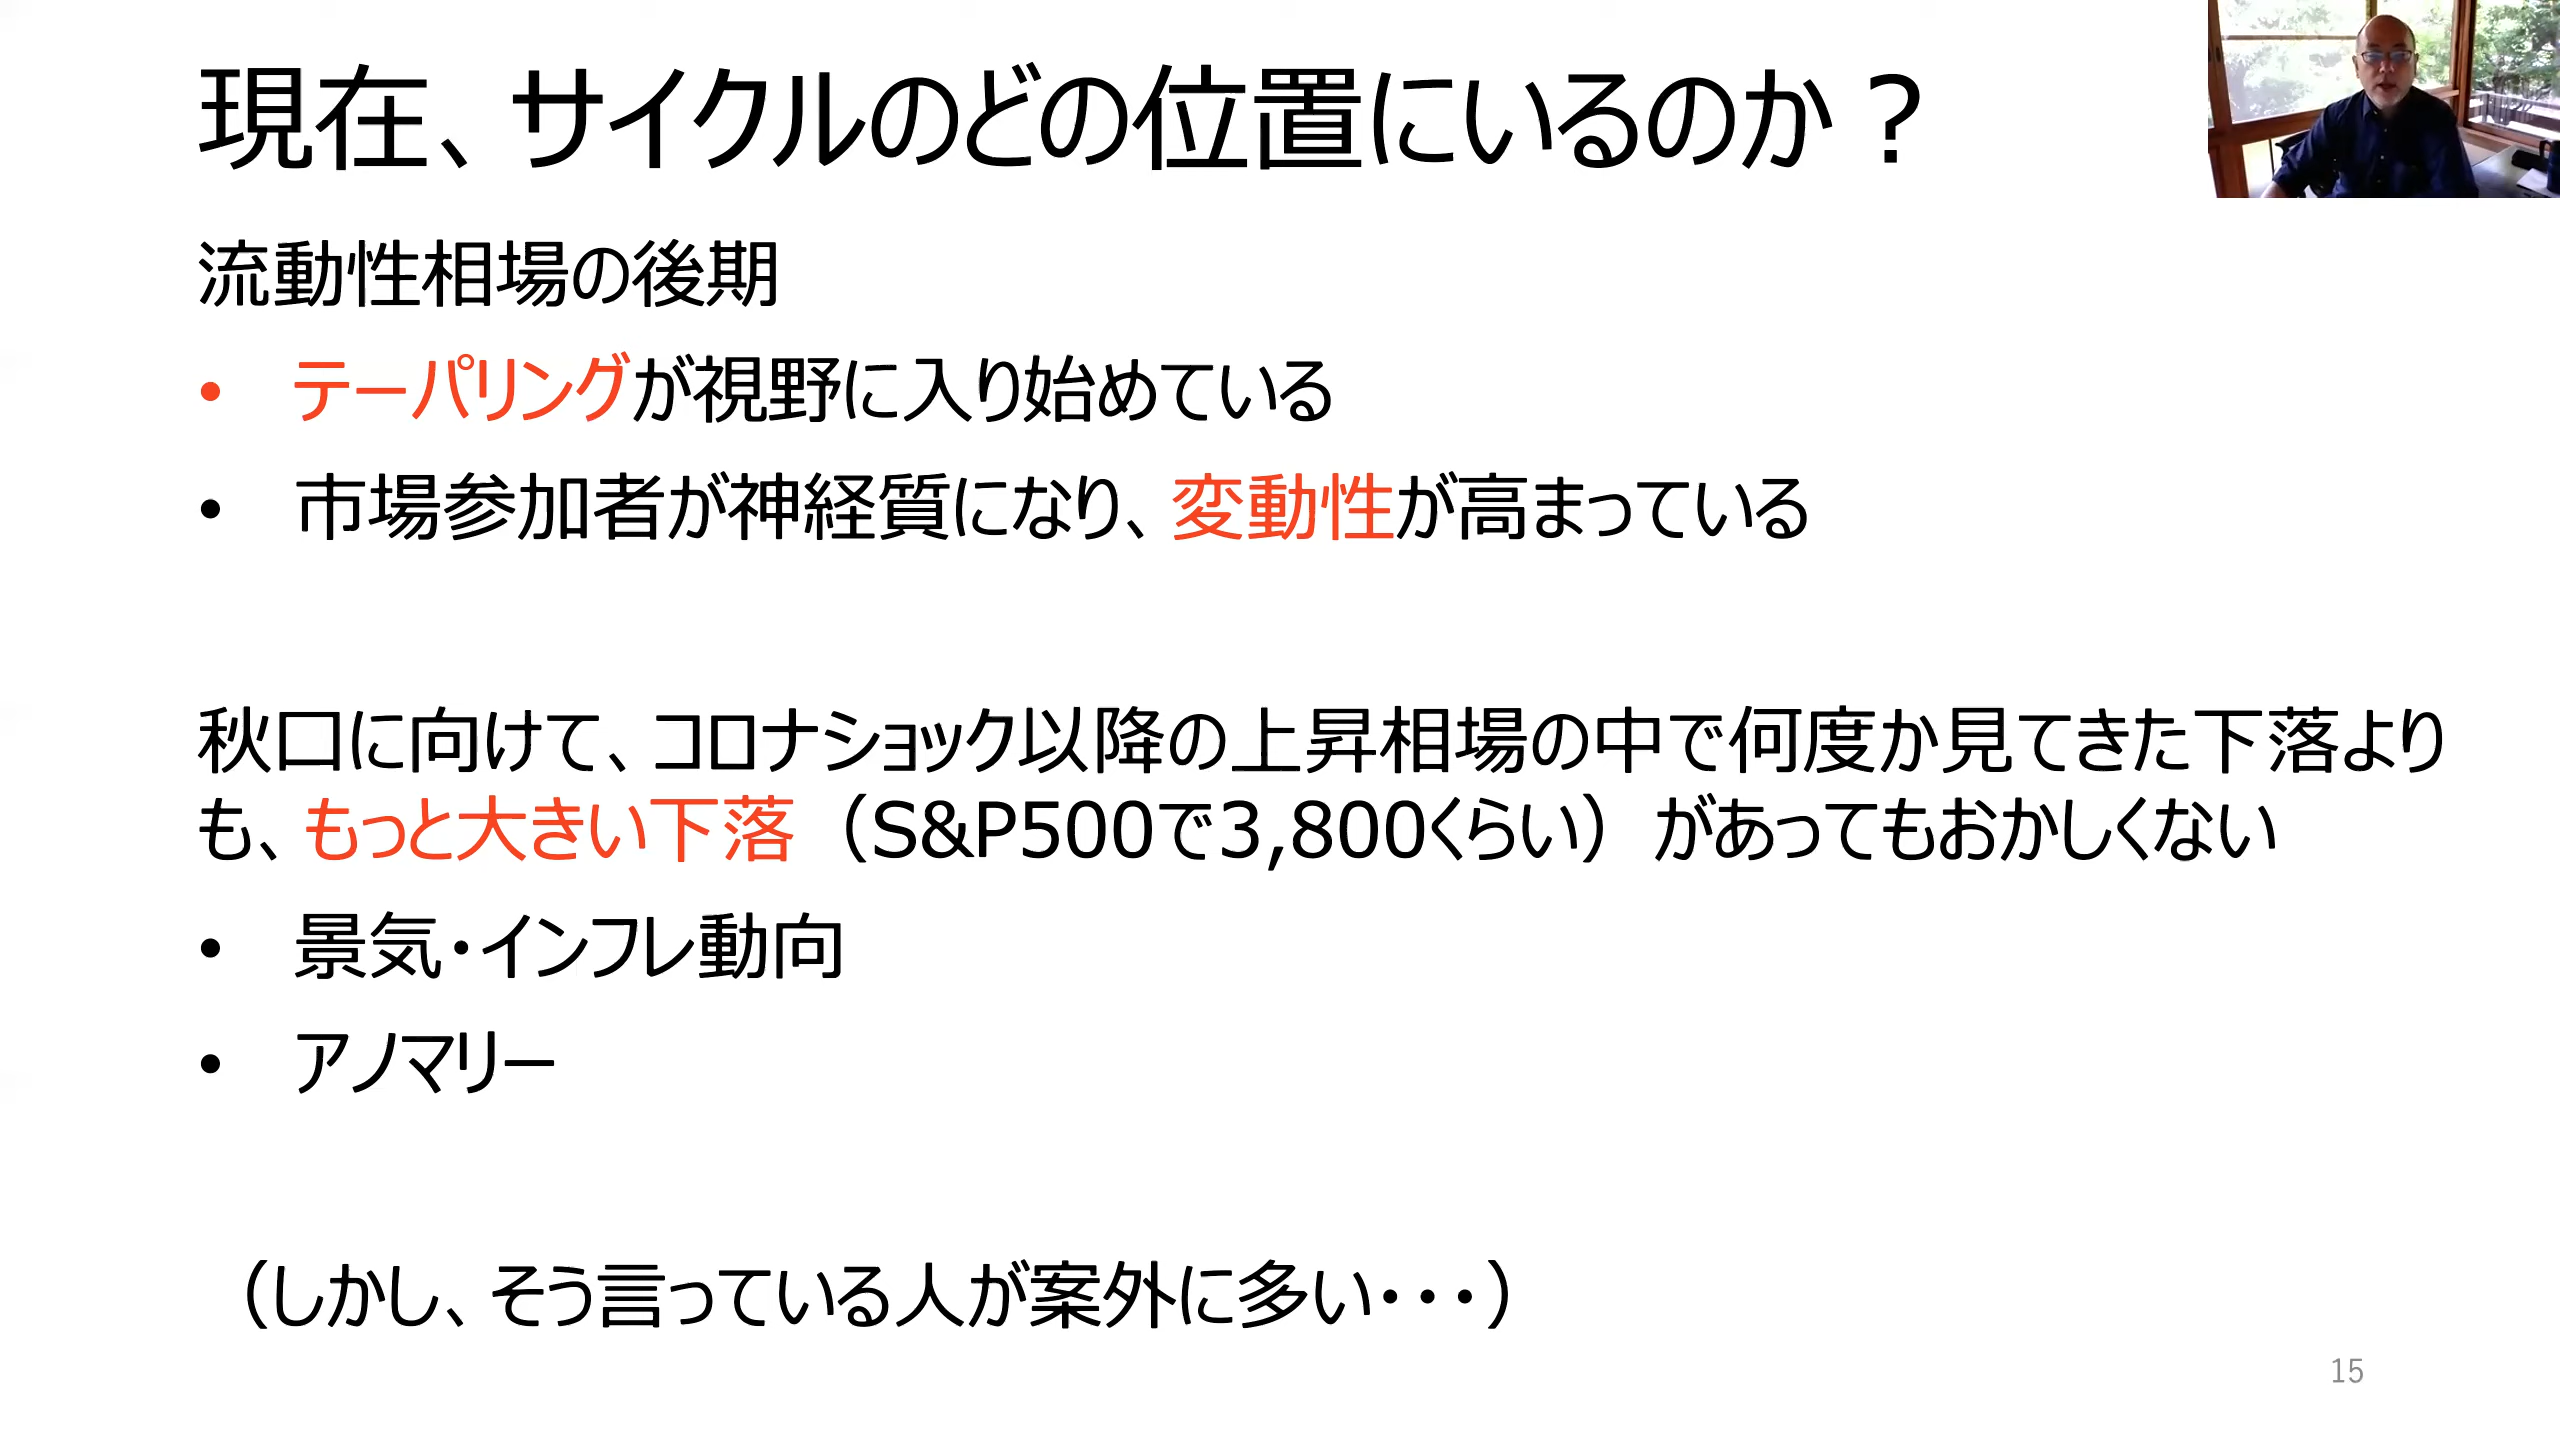 現在、サイクルのどの位置にいるのか？
流動性相場の後期
• テーパリングが視野に入り始めている
• 市場参加者が神経質になり、変動性が高まっている
秋口に向けて、コロナショック以降の上昇相場の中で何度か見てきた下落より
も、もっと大きい下落（S&P500で3,800くらい）があってもおかしくない
• 景気・インフレ動向
• アノマリー
（しかし、そう言っている人が案外に多い・・・）
15